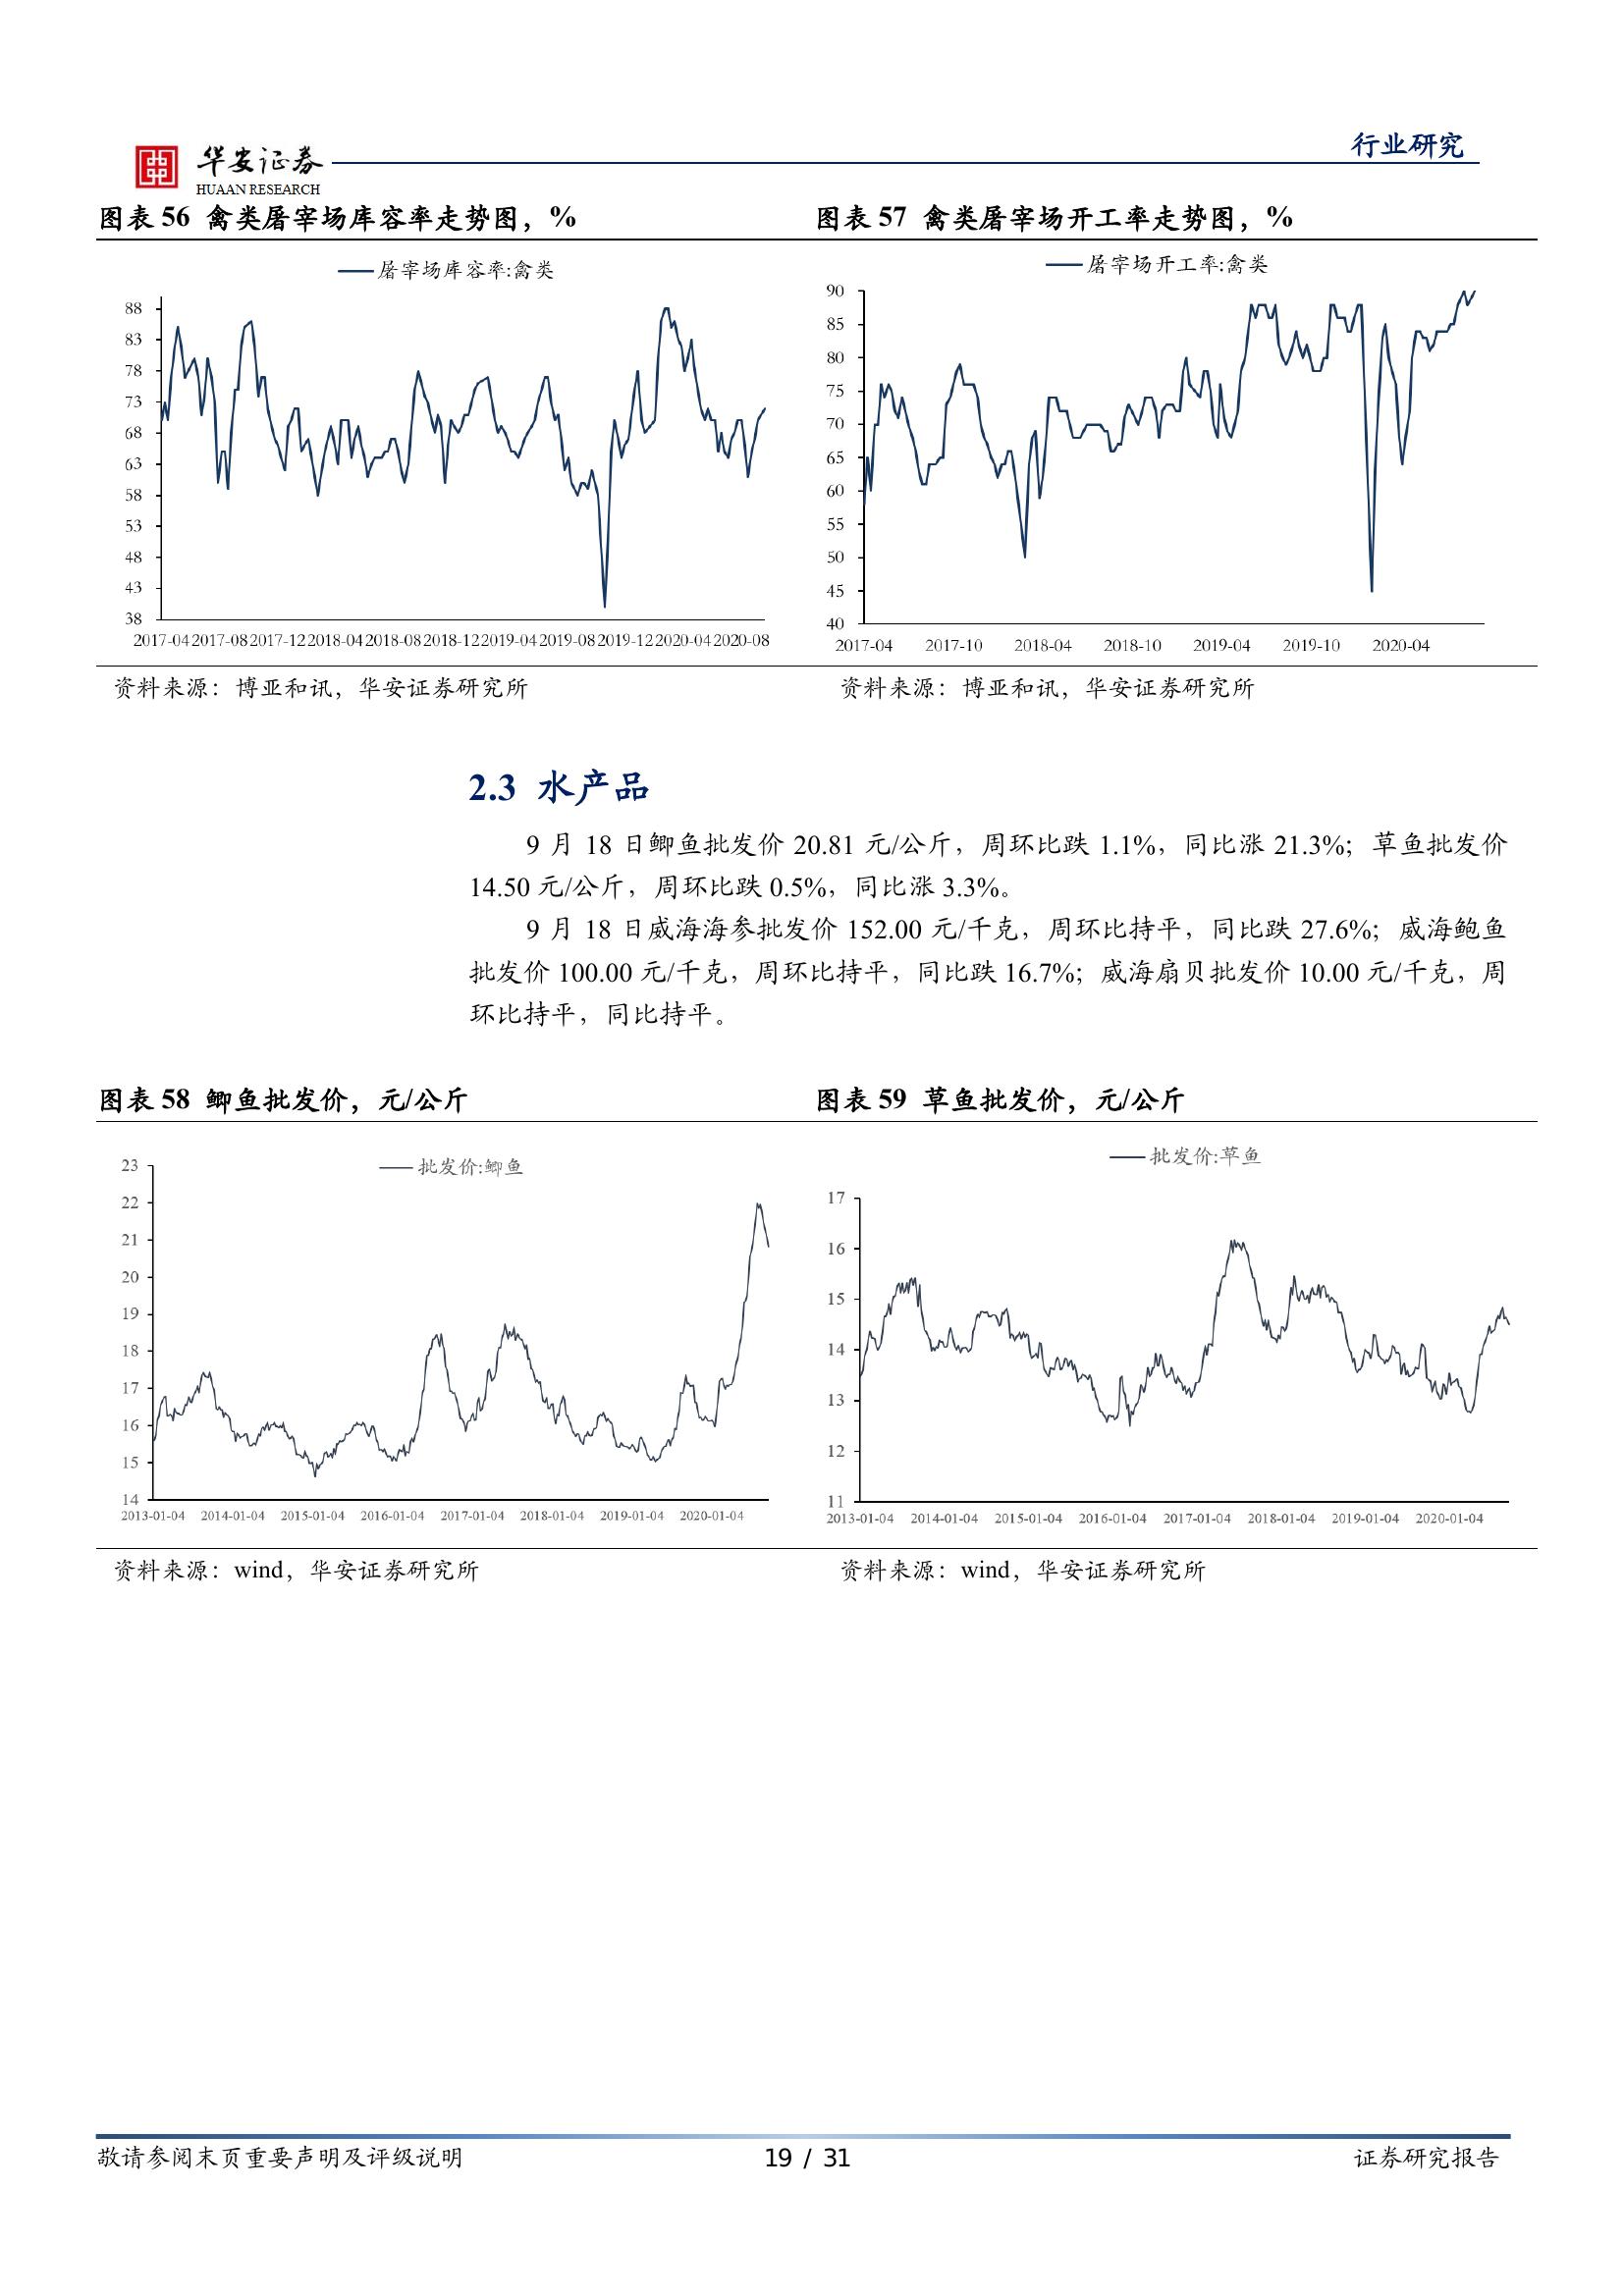 行业研究
华安证券
HUAAN RESEARCH
图表 56 禽类屠宰场库容率走势图，%
图表 57 禽类屠宰场开工率走势图，%
屠宰场库容率:禽类
88
83
78
73
68
63
58
53
48
43
38
2017-04 2017-08 2017-12 2018-04 2018-08 2018-12 2019-04 2019-08 2019-12 2020-04 2020-08
屠宰场开工率:禽类
90
85
80
75
70
65
60
55
50
45
40
2017-04 2017-10 2018-04 2018-10 2019-04 2019-10 2020-04
资料来源：博亚和讯，华安证券研究所
资料来源：博亚和讯，华安证券研究所
2.3 水产品
9 月 18 日鲫鱼批发价 20.81 元/公斤，周环比跌 1.1%，同比涨 21.3%；草鱼批发价
14.50 元/公斤，周环比跌 0.5%，同比涨 3.3%。
9 月 18 日威海海参批发价 152.00 元/千克，周环比持平，同比跌 27.6%；威海鲍鱼
批发价 100.00 元/千克，周环比持平，同比跌 16.7%；威海扇贝批发价 10.00 元/千克，周
环比持平，同比持平。
图表 58 鲫鱼批发价，元/公斤
图表 59 草鱼批发价，元/公斤
批发价:鲫鱼
23
22
21
20
19
18
17
16
15
14
2013-01-04 2014-01-04 2015-01-04 2016-01-04 2017-01-04 2018-01-04 2019-01-04 2020-01-04
批发价:草鱼
17
16
15
14
13
12
11
2013-01-04 2014-01-04 2015-01-04 2016-01-04 2017-01-04 2018-01-04 2019-01-04 2020-01-04
资料来源：wind，华安证券研究所
资料来源：wind，华安证券研究所
敬请参阅末页重要声明及评级说明
19 / 31
证券研究报告